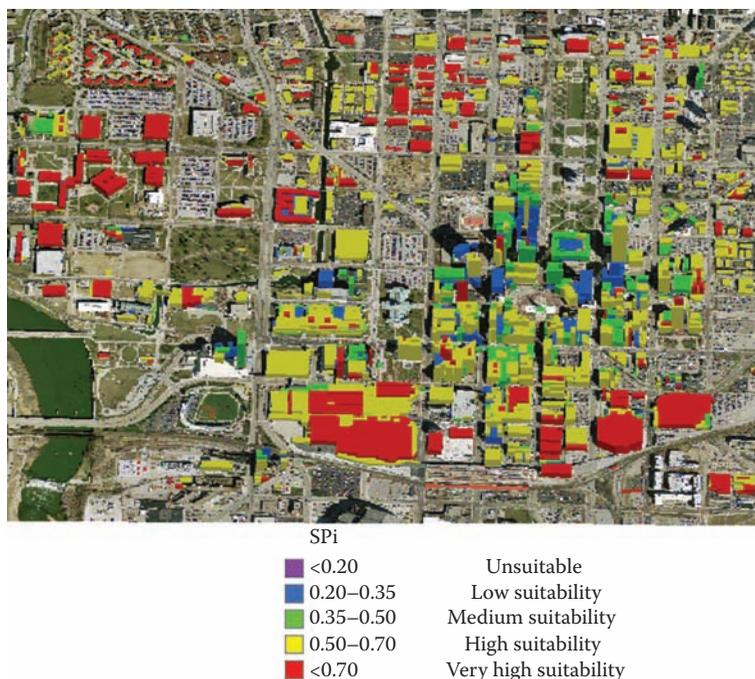 SPi
<0.20 Unsuitable
0.20–0.35 Low suitability
0.35–0.50 Medium suitability
0.50–0.70 High suitability
<0.70 Very high suitability